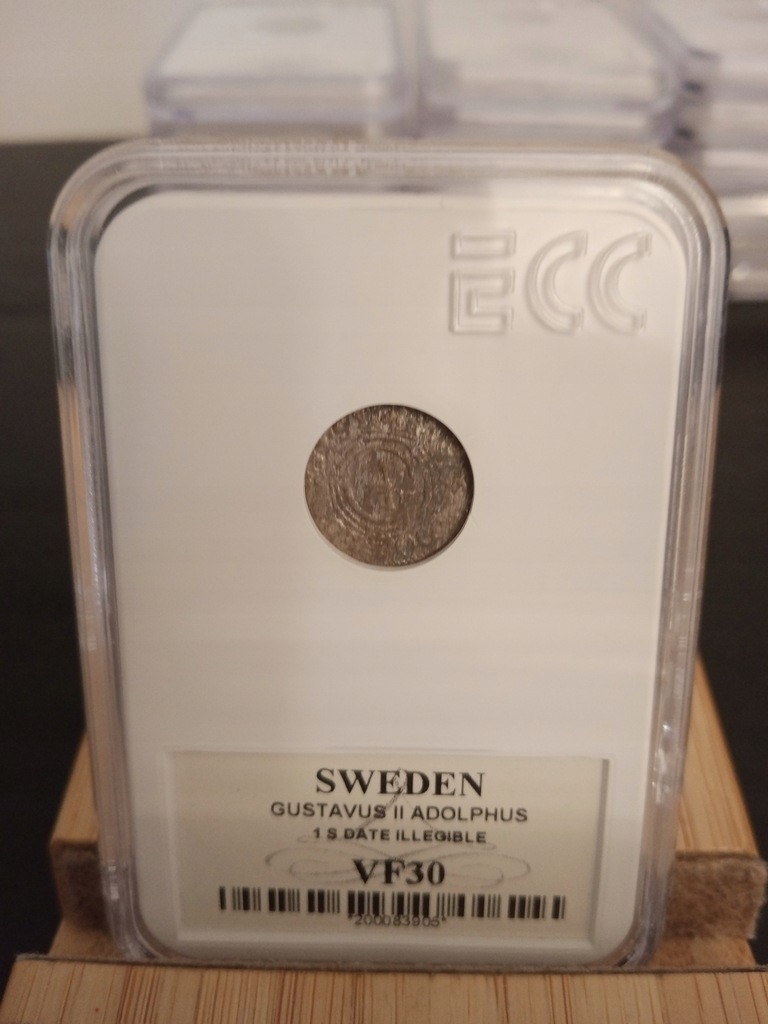 ECC
SWEDEN
GUSTAVUS II ADOLPHUS
1 S DATE ILLEGIBLE
VF30
*200083905*